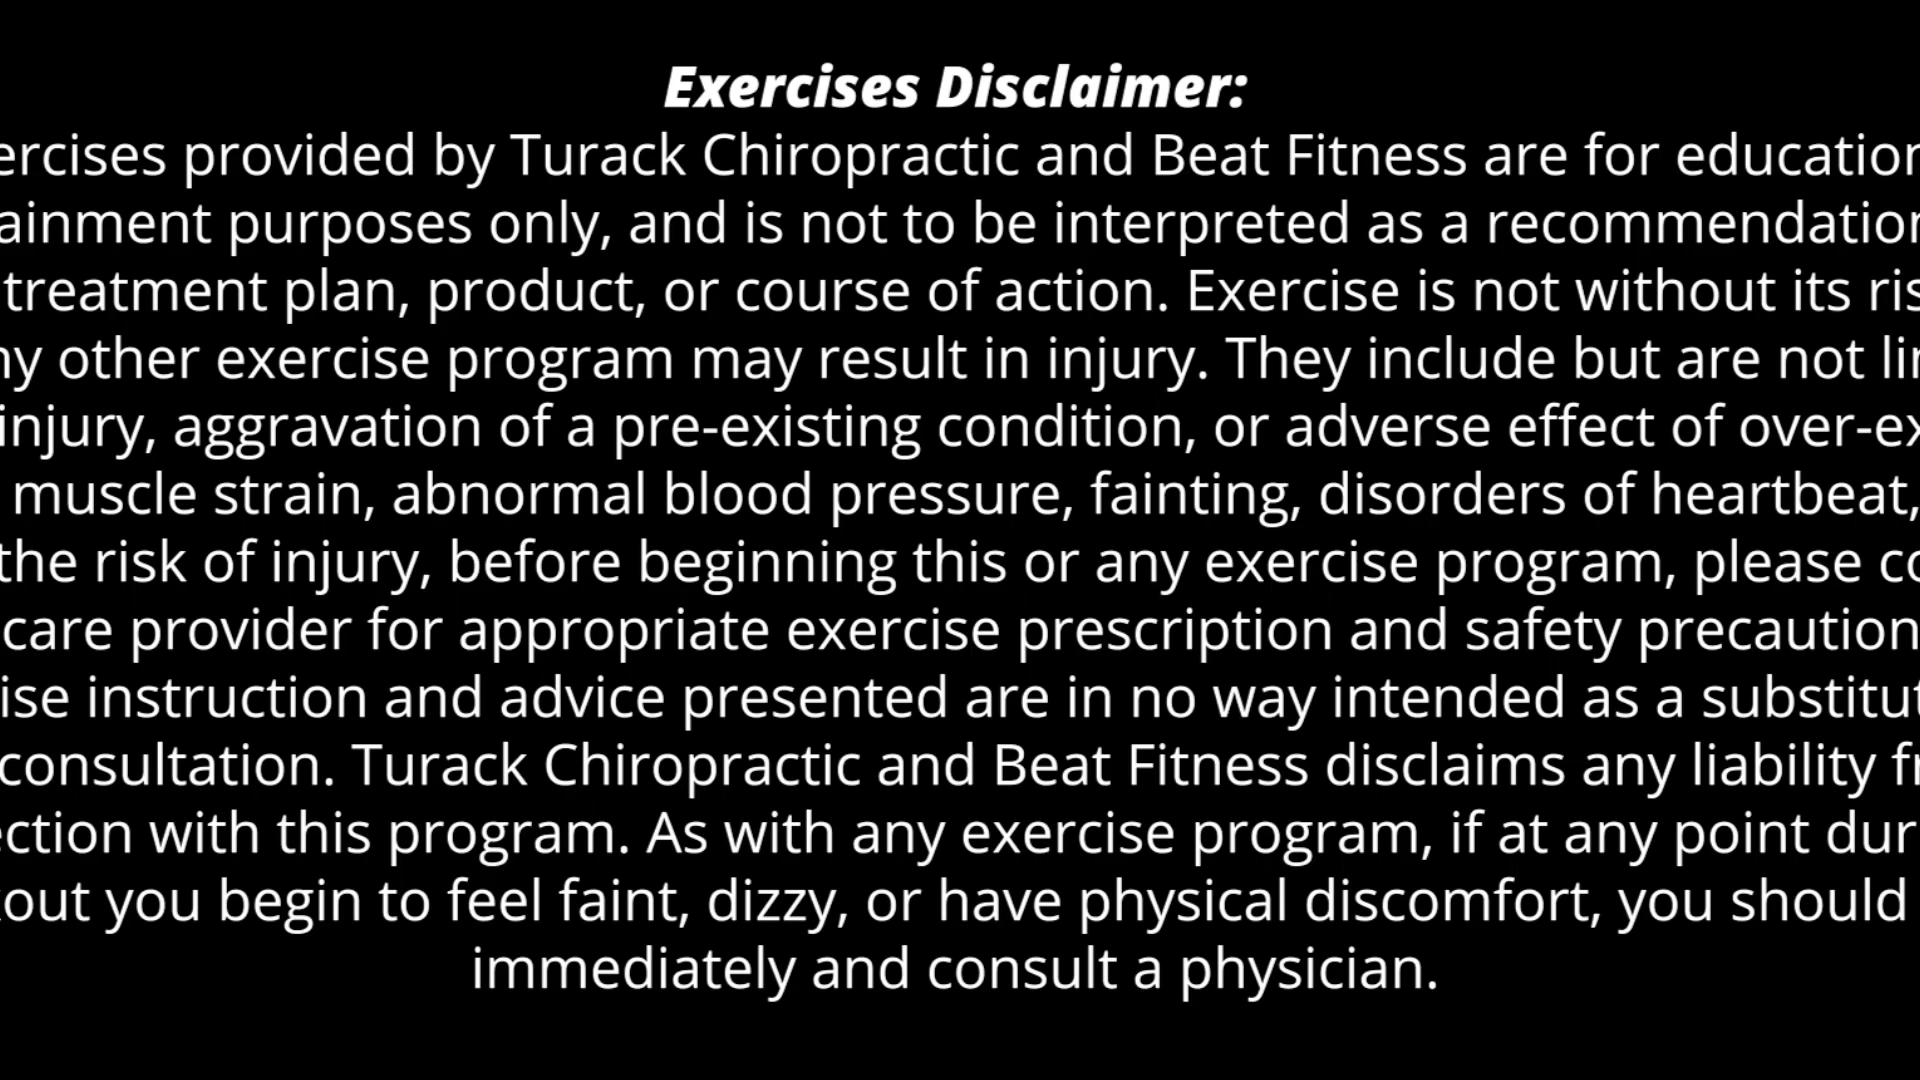 Exercises Disclaimer:
ercises provided by Turack Chiropractic and Beat Fitness are for education
ainment purposes only, and is not to be interpreted as a recommendation
treatment plan, product, or course of action. Exercise is not without its ris
ny other exercise program may result in injury. They include but are not lim
injury, aggravation of a pre-existing condition, or adverse effect of over-ex
muscle strain, abnormal blood pressure, fainting, disorders of heartbeat,
the risk of injury, before beginning this or any exercise program, please co
care provider for appropriate exercise prescription and safety precaution
ise instruction and advice presented are in no way intended as a substitut
consultation. Turack Chiropractic and Beat Fitness disclaims any liability fr
ection with this program. As with any exercise program, if at any point dur
out you begin to feel faint, dizzy, or have physical discomfort, you should
immediately and consult a physician.